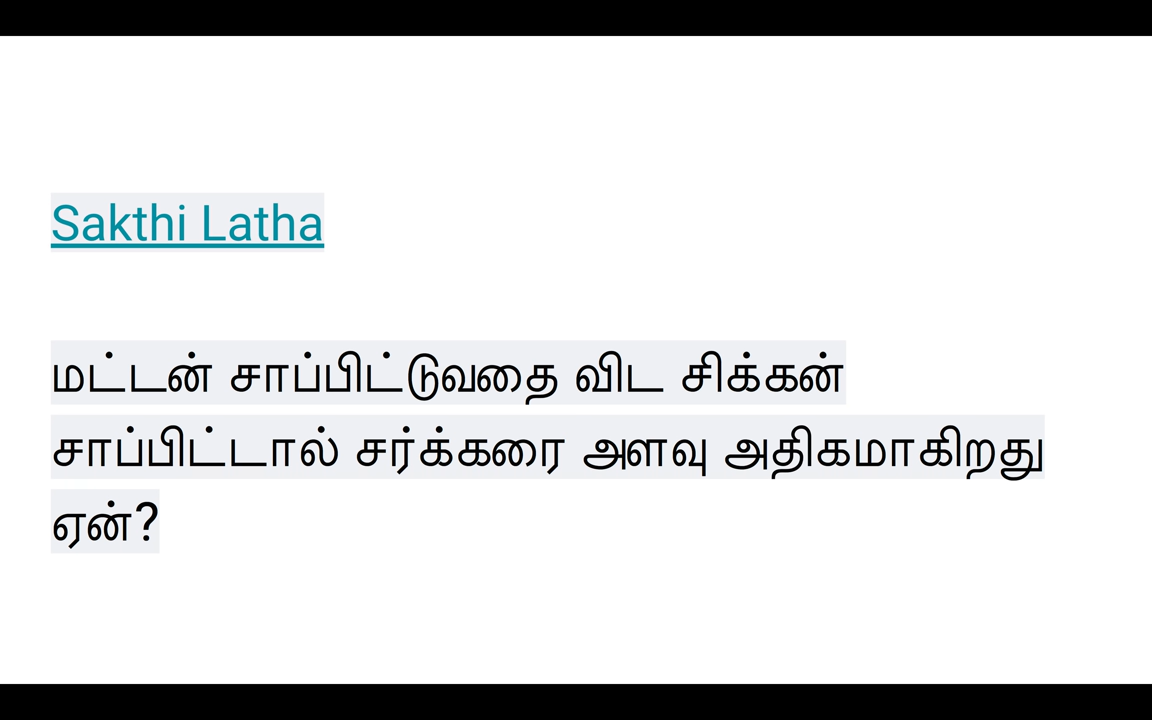 Sakthi Latha
மட்டன் சாப்பிட்டுவதை விட சிக்கன்
சாப்பிட்டால் சர்க்கரை அளவு அதிகமாகிறது
ஏன்?